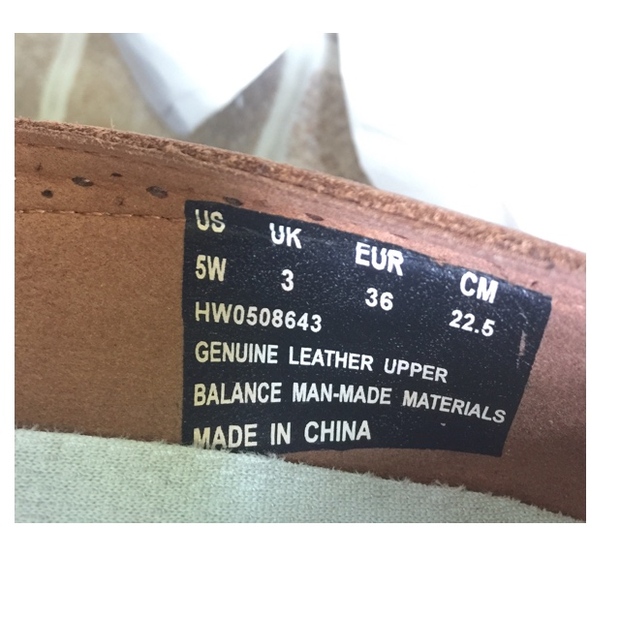 US UK EUR CM
5W 3 36 22.5
HW0508643
GENUINE LEATHER UPPER
BALANCE MAN-MADE MATERIALS
MADE IN CHINA